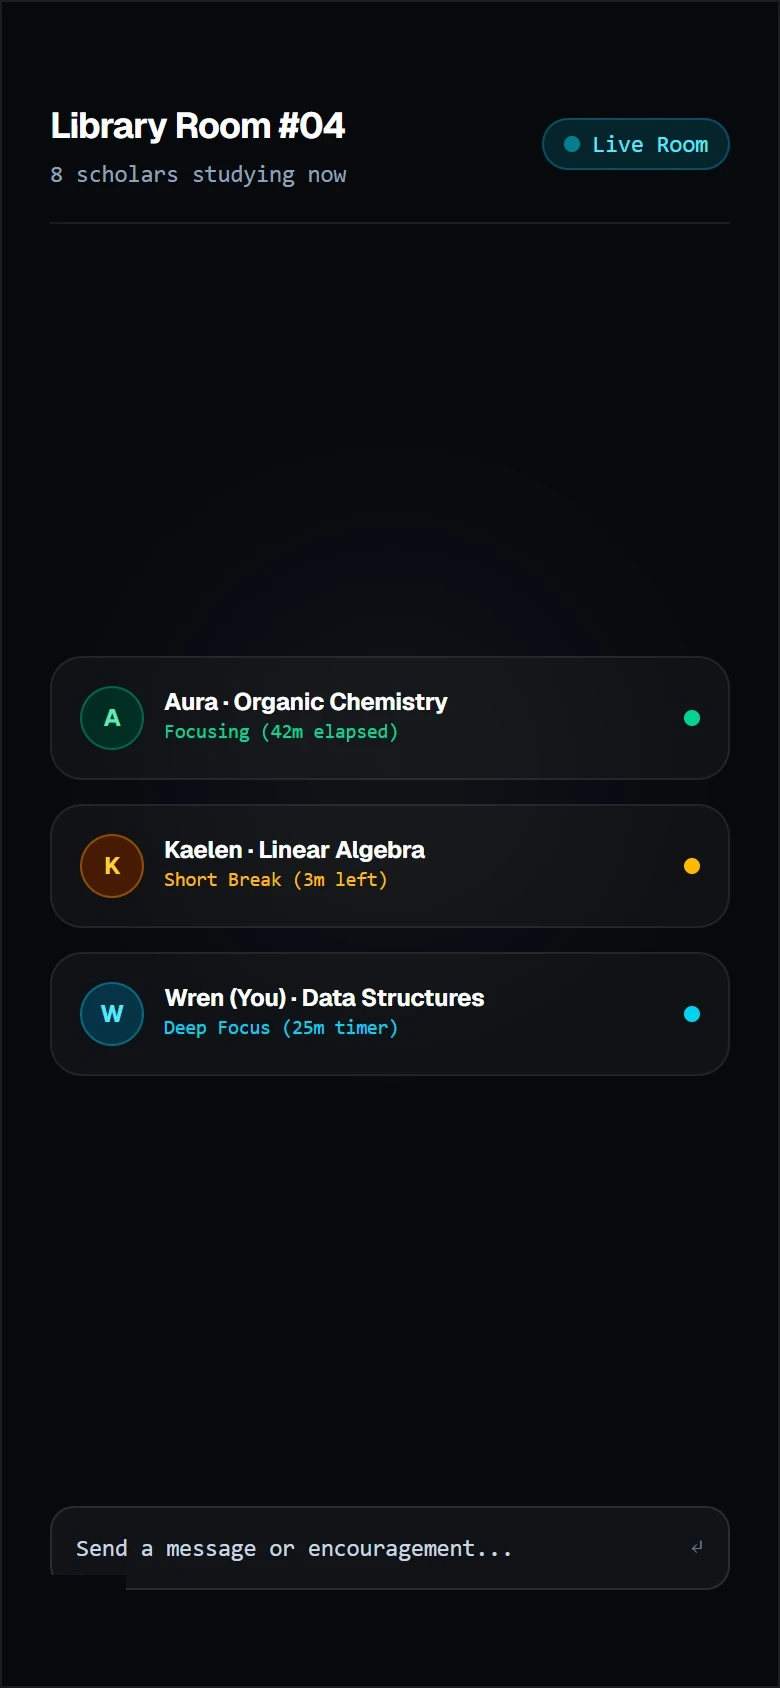 Library Room #04
8 scholars studying now
Live Room
A
Aura · Organic Chemistry
Focusing (42m elapsed)
K
Kaelen · Linear Algebra
Short Break (3m left)
W
Wren (You) · Data Structures
Deep Focus (25m timer)
Send a message or encouragement... ↵